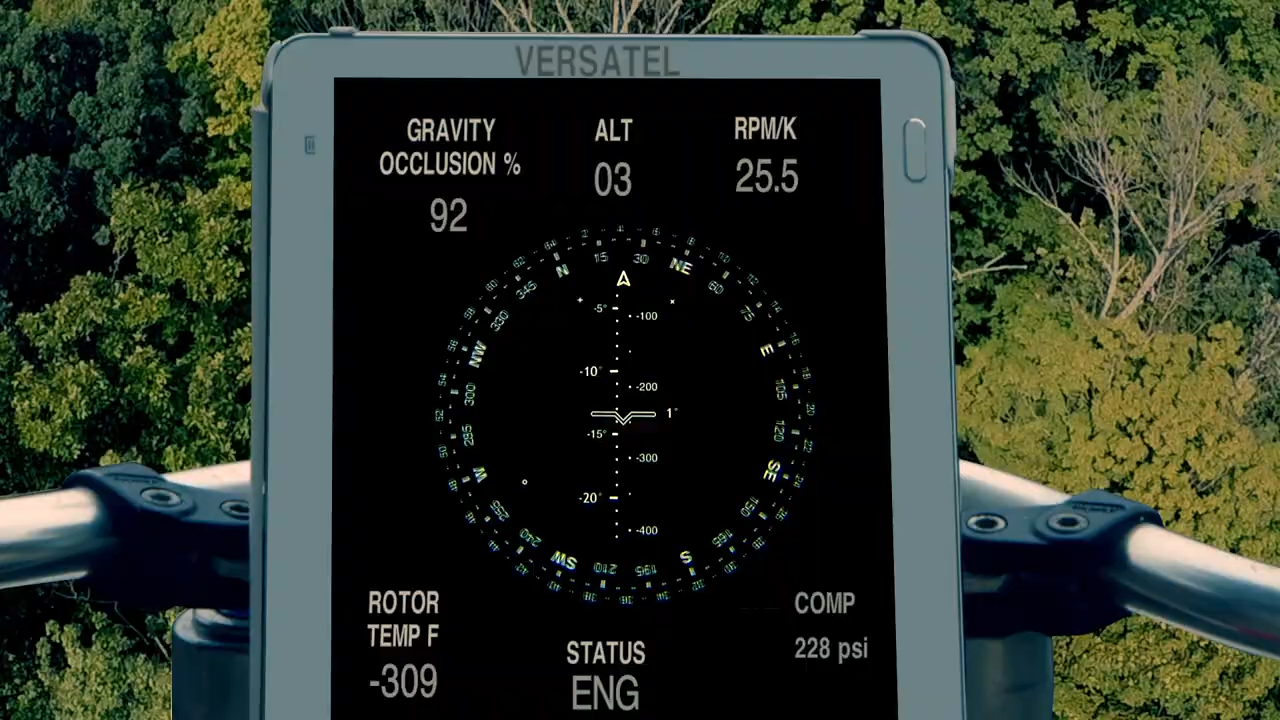 VERSATEL
GRAVITY
OCCLUSION %
92
ALT
03
RPM/K
25.5
N
15
30
NE
60
75
E
105
120
SE
150
165
S
195
210
SW
240
255
W
285
300
NW
330
345
-5°
-10°
-15°
-20°
-100
-200
-300
-400
1°
ROTOR
TEMP F
-309
STATUS
ENG
COMP
228 psi